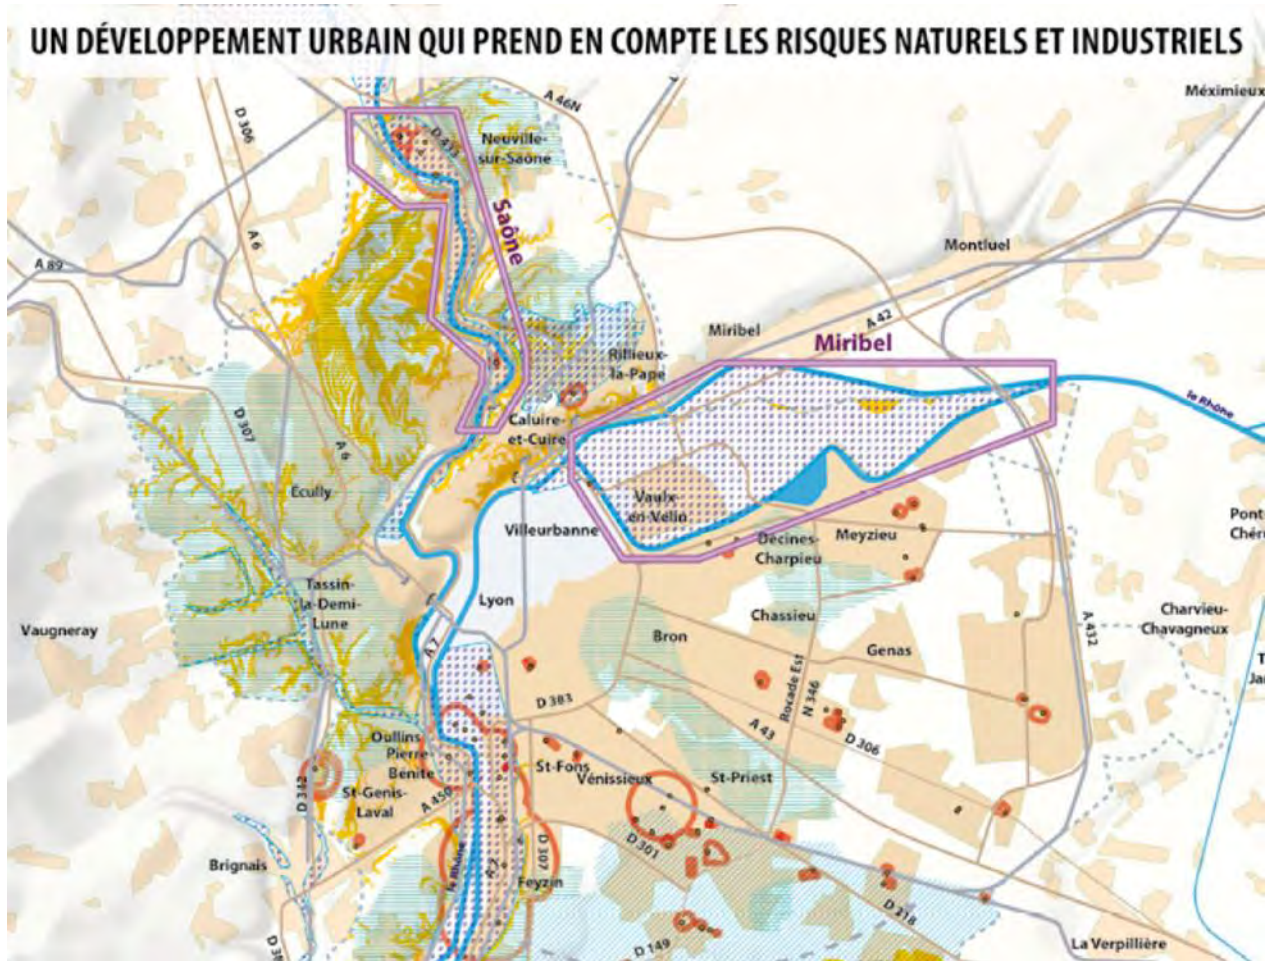 UN DÉVELOPPEMENT URBAIN QUI PREND EN COMPTE LES RISQUES NATURELS ET INDUSTRIELS
Méximieux
A 46N
D 306
D 433
Neuville-
sur-Saône
Saône
A 6
A 89
Montluel
A 42
Miribel
Miribel
Rillieux-
la-Pape
le Rhône
D 307
A 6
Caluire-
et-Cuire
Écully
Vaulx-
en-Velin
Villeurbanne
Décines-
Charpieu
Meyzieu
Pont-
Tassin-
la-Demi-
Lune
Lyon
Chassieu
A 432
Charvieu-
Chavagneux
Vaugneray
A 7
Bron
Genas
Rocade Est
N 346
D 383
A 43
D 306
Oullins
Pierre-
Bénite
St-Fons
Vénissieux
St-Priest
D 342
St-Genis-
Laval
A 450
D 301
D 307
Brignais
le Rhône
A 7
Feyzin
D 318
D 149
La Verpillière